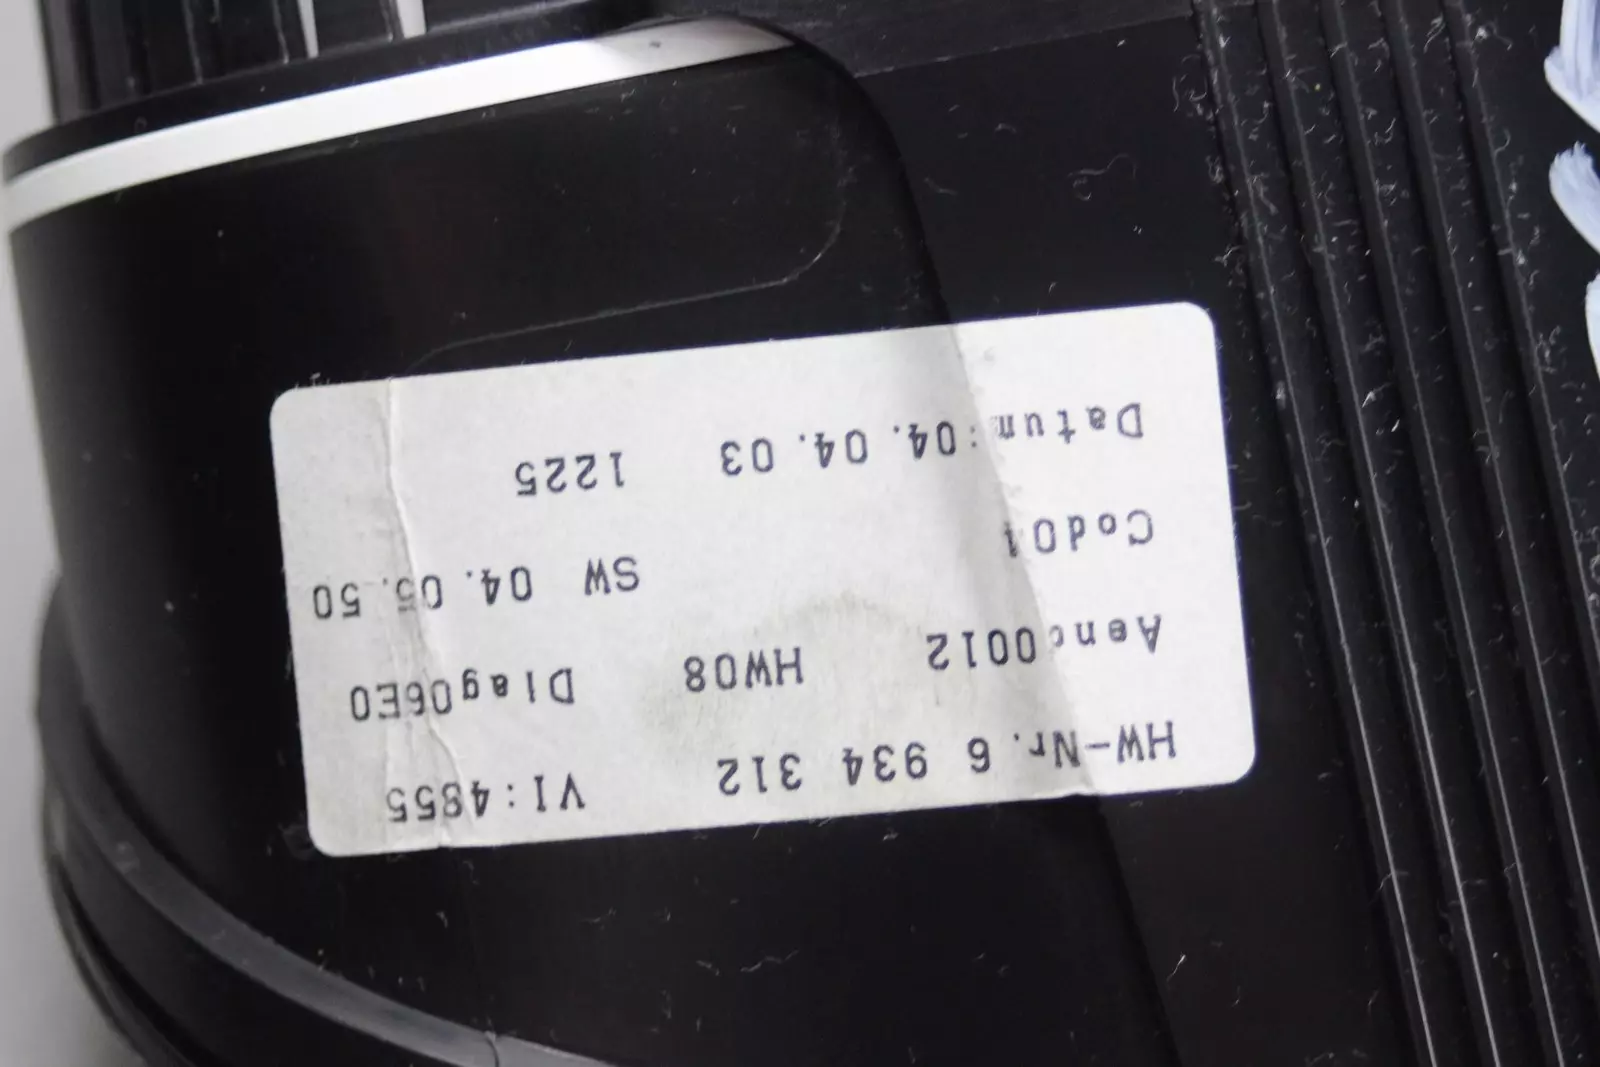 HW-Nr. 6 934 312 VI:4855
Aend0012 HW08 Diag06E0
Cod01 SW 04.05.50
Datum:04.04.03 1225